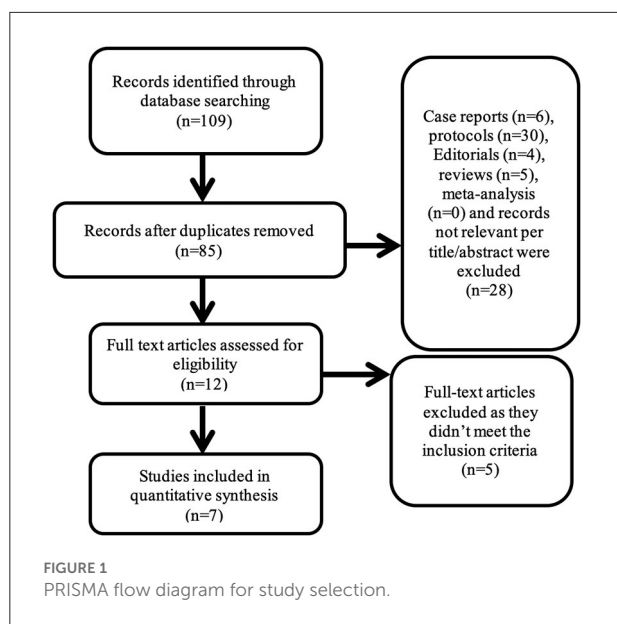 Records identified through
database searching
(n=109)
Case reports (n=6),
protocols (n=30),
Editorials (n=4),
reviews (n=5),
meta-analysis
(n=0) and records
not relevant per
title/abstract were
excluded
(n=28)
Records after duplicates removed
(n=85)
Full text articles assessed for
eligibility
(n=12)
Full-text articles
excluded as they
didn’t meet the
inclusion criteria
(n=5)
Studies included in
quantitative synthesis
(n=7)
FIGURE 1
PRISMA flow diagram for study selection.